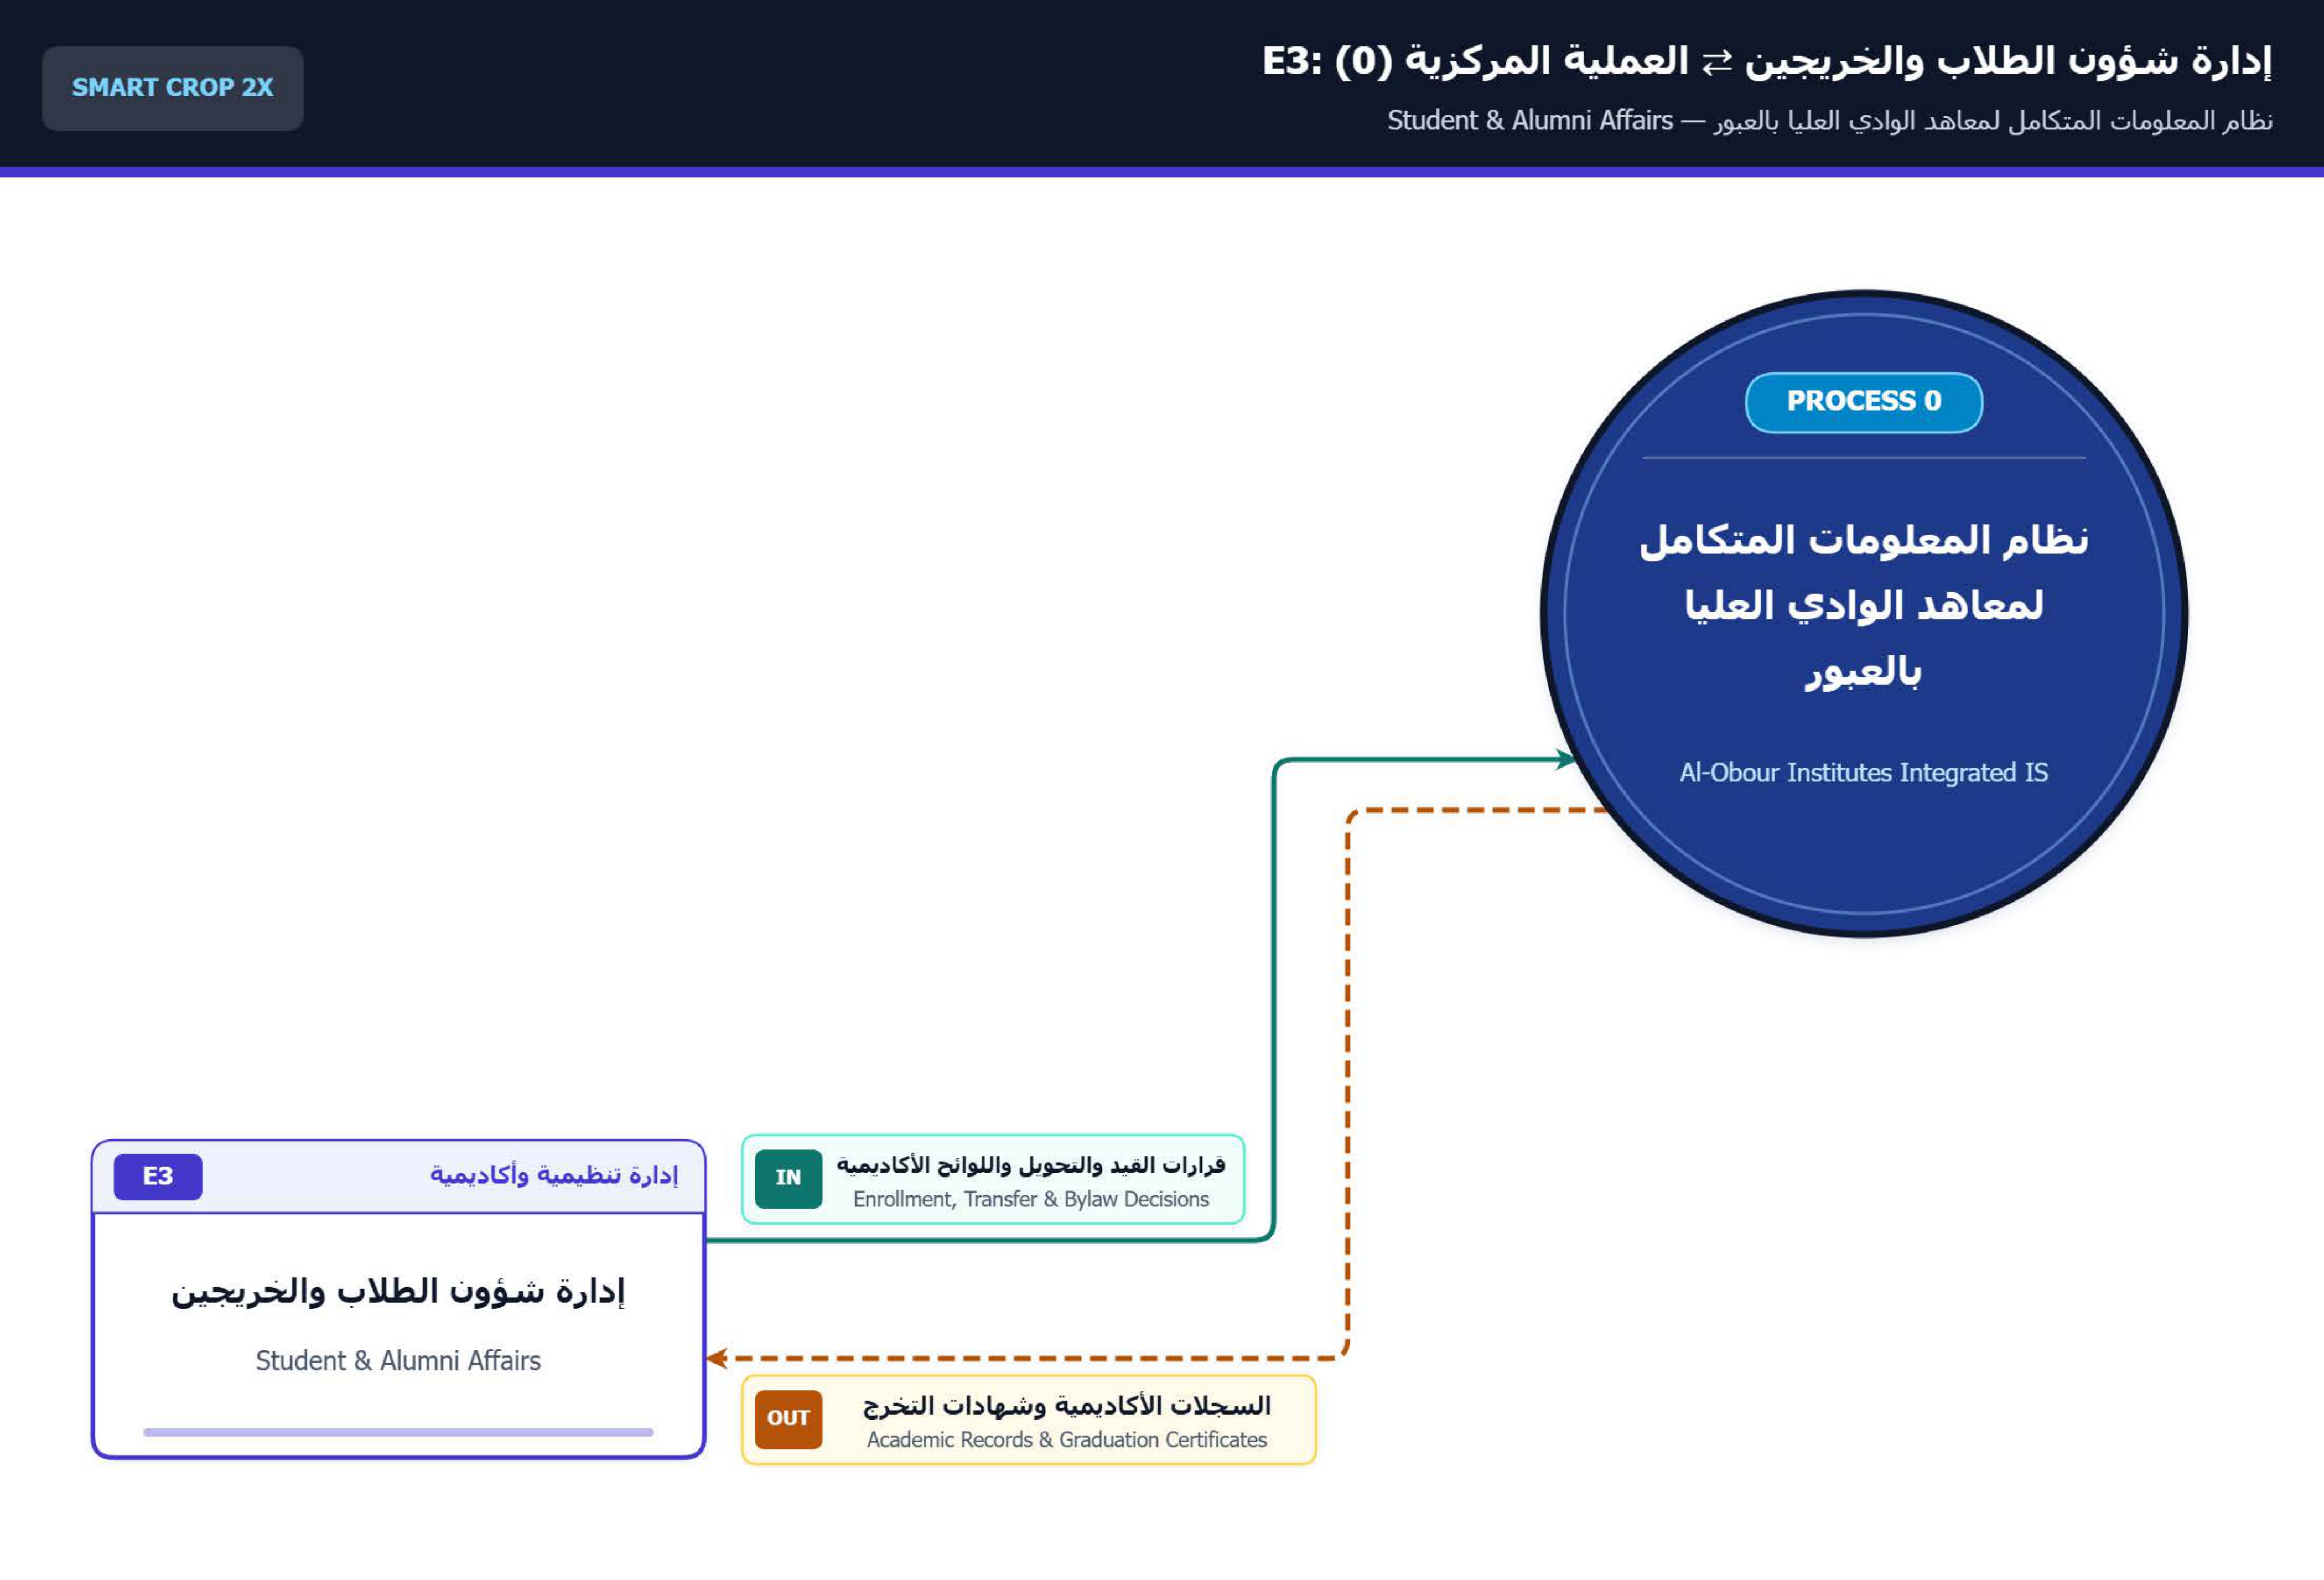 E3: إدارة شؤون الطلاب والخريجين ⇄ العملية المركزية (0)
نظام المعلومات المتكامل لمعاهد الوادي العليا بالعبور — Student & Alumni Affairs
SMART CROP 2X
PROCESS 0
نظام المعلومات المتكامل
لمعاهد الوادي العليا
بالعبور
Al-Obour Institutes Integrated IS
إدارة تنظيمية وأكاديمية
E3
إدارة شؤون الطلاب والخريجين
Student & Alumni Affairs
IN
قرارات القيد والتحويل واللوائح الأكاديمية
Enrollment, Transfer & Bylaw Decisions
OUT
السجلات الأكاديمية وشهادات التخرج
Academic Records & Graduation Certificates